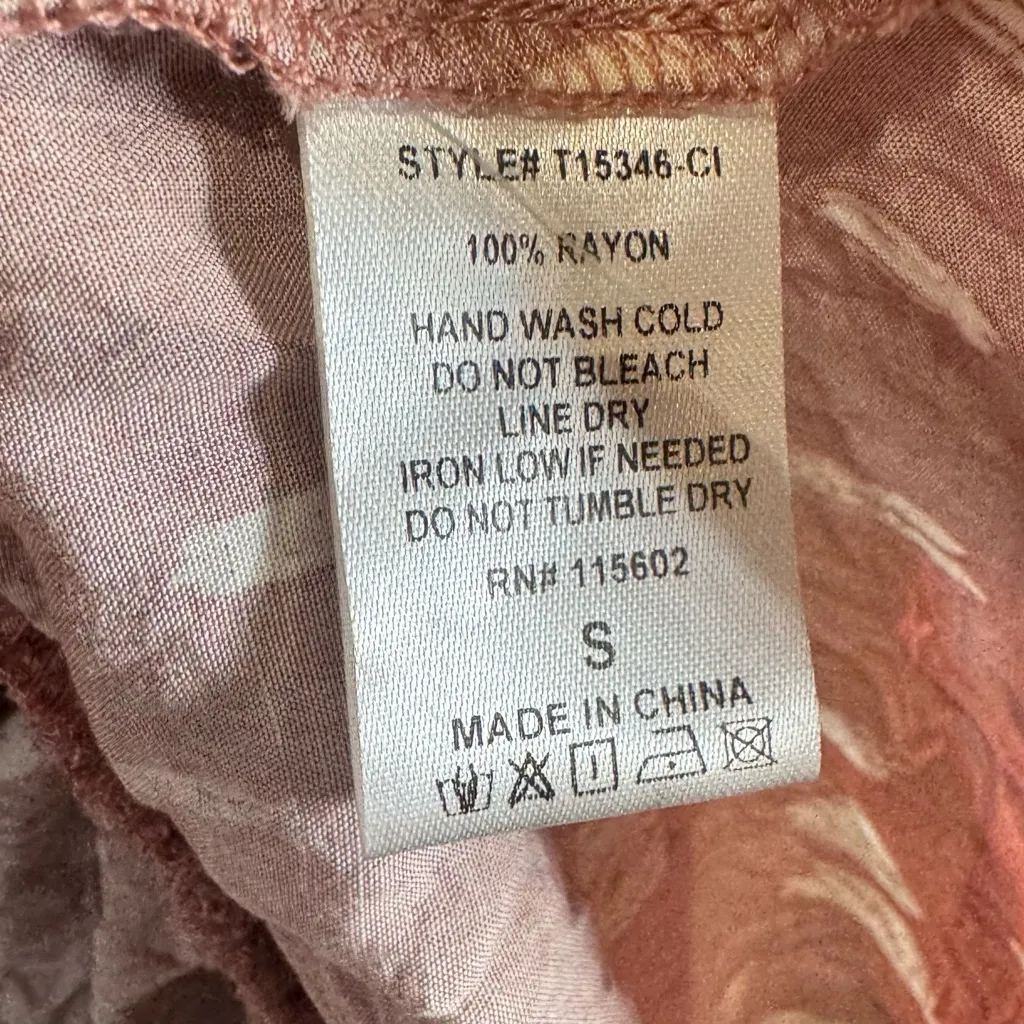 STYLE# T15346-CI
100% RAYON
HAND WASH COLD
DO NOT BLEACH
LINE DRY
IRON LOW IF NEEDED
DO NOT TUMBLE DRY
RN# 115602
S
MADE IN CHINA